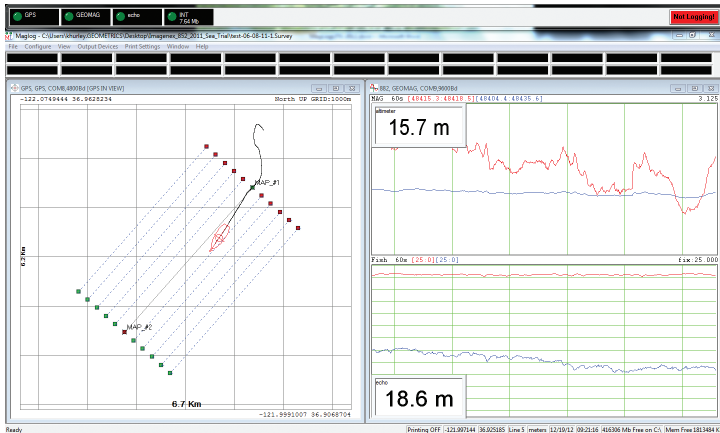 GPS
GEOMAG
echo
INT
7.64 Mb
Not Logging!
Maglog - C:\Users\khurley.GEOMETRICS\Desktop\Imagenex_852_2011_Sea_Trial\test-06-08-11-1.Survey
File Configure View Output Devices Print Settings Window Help
GPS, GPS, COM8,4800Bd [GPS IN VIEW]
-122.0749444 36.9628234
North UP GRID:1000m
MAP_#1
MAP_#2
6.2Km
6.7 Km
-121.9991007 36.9068704
882, GEOMAG, COM9,9600Bd
MAG 60s [48415.3:48418.5][48404.4:48435.6]
3.125
altimeter
15.7 m
Fish 60s [25:0][25:0]
fix:25.000
echo
18.6 m
Ready
Printing OFF -121.997144 36.925185 Line 5 meters 12/19/12 09:21:16 416306 Mb Free on C:\ Mem Free 1813484 K